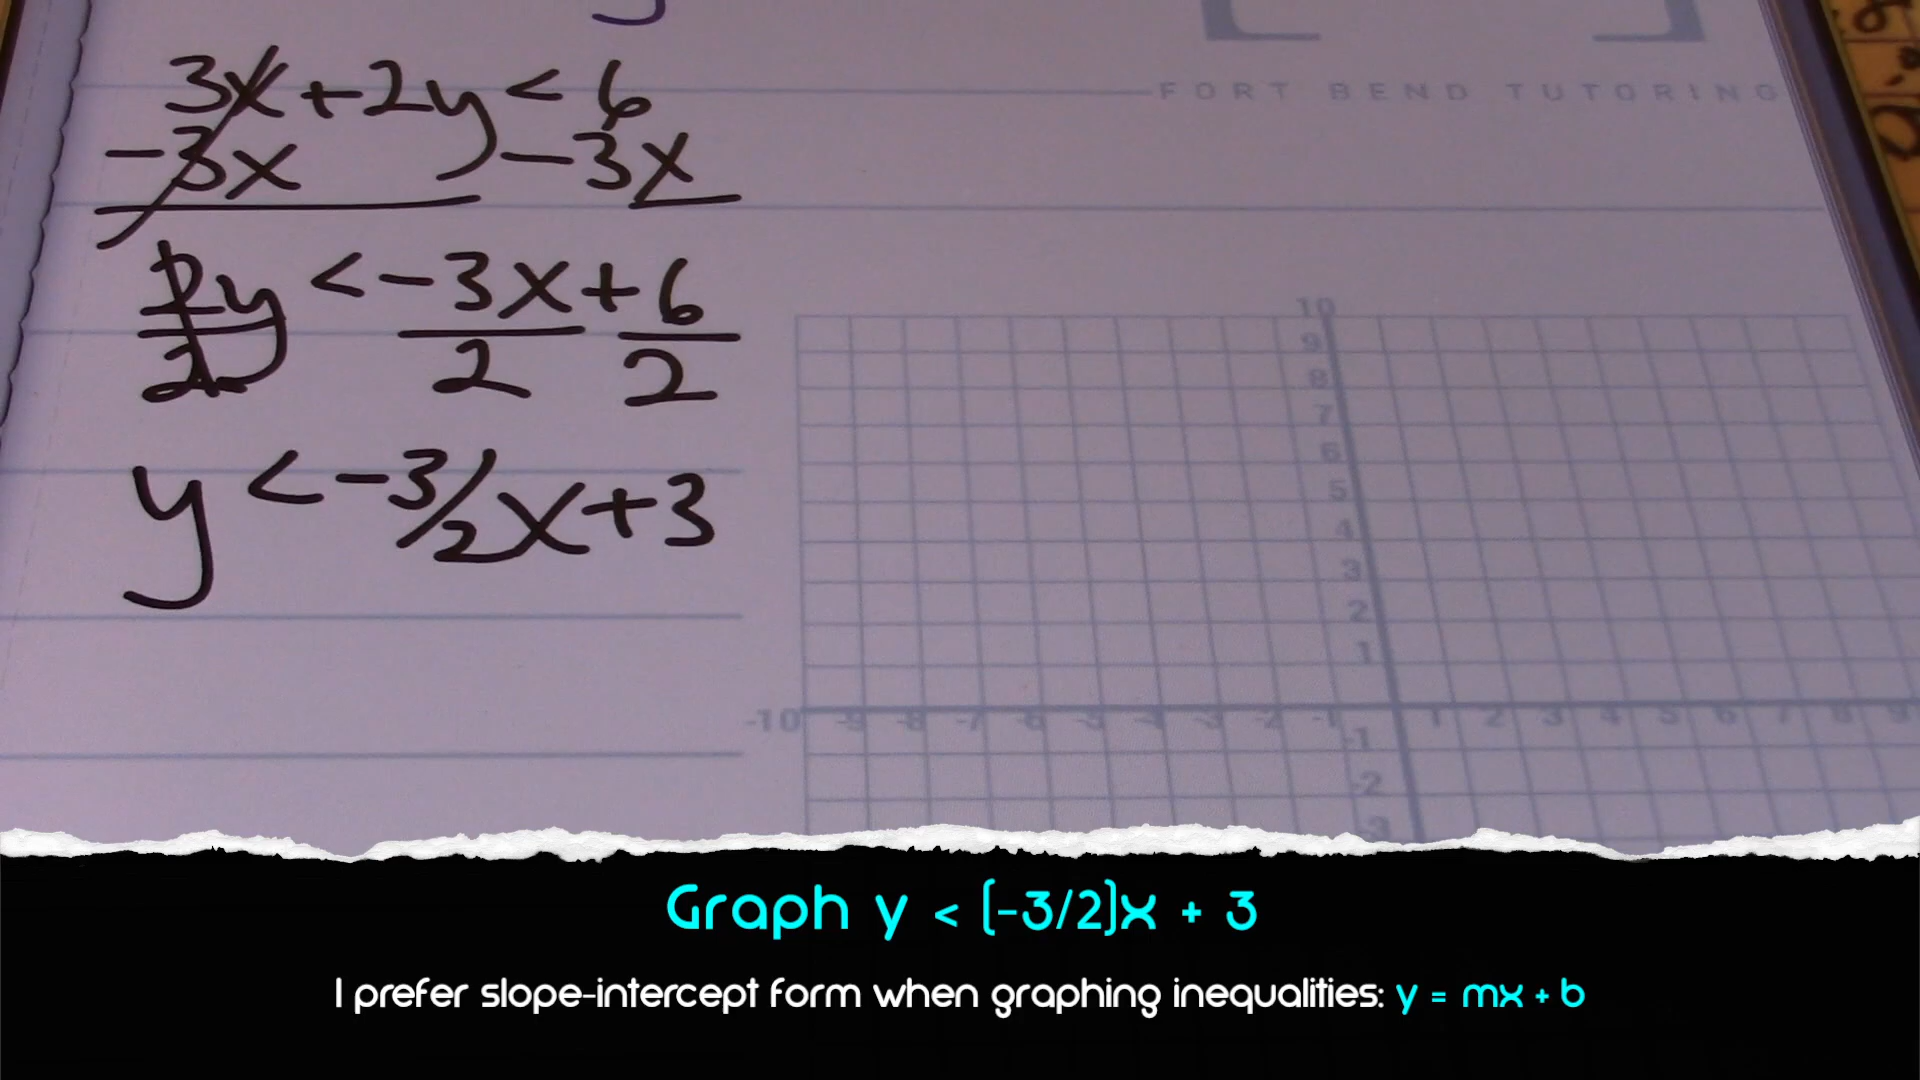 3x + 2y < 6
-3x -3x
2y < -3x + 6
2 2 2
y < -3/2x + 3
FORT BEND TUTORING
10
9
8
7
6
5
4
3
2
1
-10 -9 -8 -7 -6 -5 -4 -3 -2 -1 1 2 3 4 5 6 7 8 9
-1
-2
-3
Graph y < (-3/2)x + 3
I prefer slope-intercept form when graphing inequalities: y = mx + b